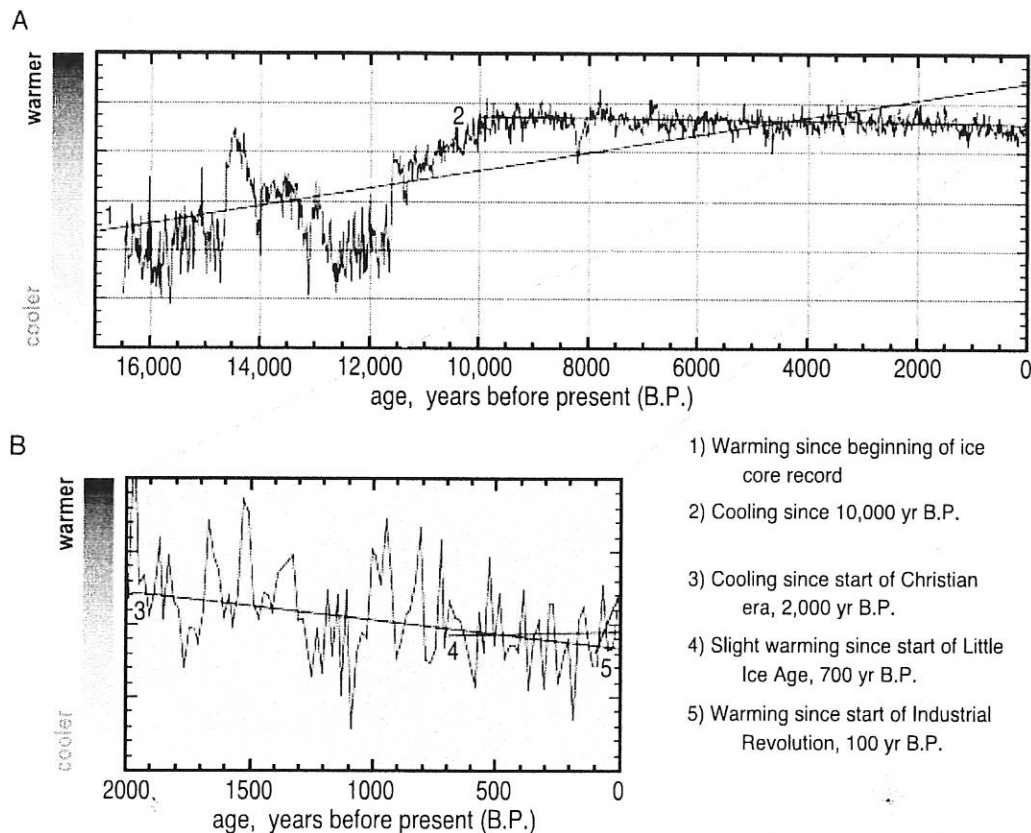 A
warmer
cooler
1
2
16,000 14,000 12,000 10,000 8000 6000 4000 2000 0
age, years before present (B.P.)
B
warmer
cooler
3
4
5
2000 1500 1000 500 0
age, years before present (B.P.)
1) Warming since beginning of ice
core record
2) Cooling since 10,000 yr B.P.
3) Cooling since start of Christian
era, 2,000 yr B.P.
4) Slight warming since start of Little
Ice Age, 700 yr B.P.
5) Warming since start of Industrial
Revolution, 100 yr B.P.